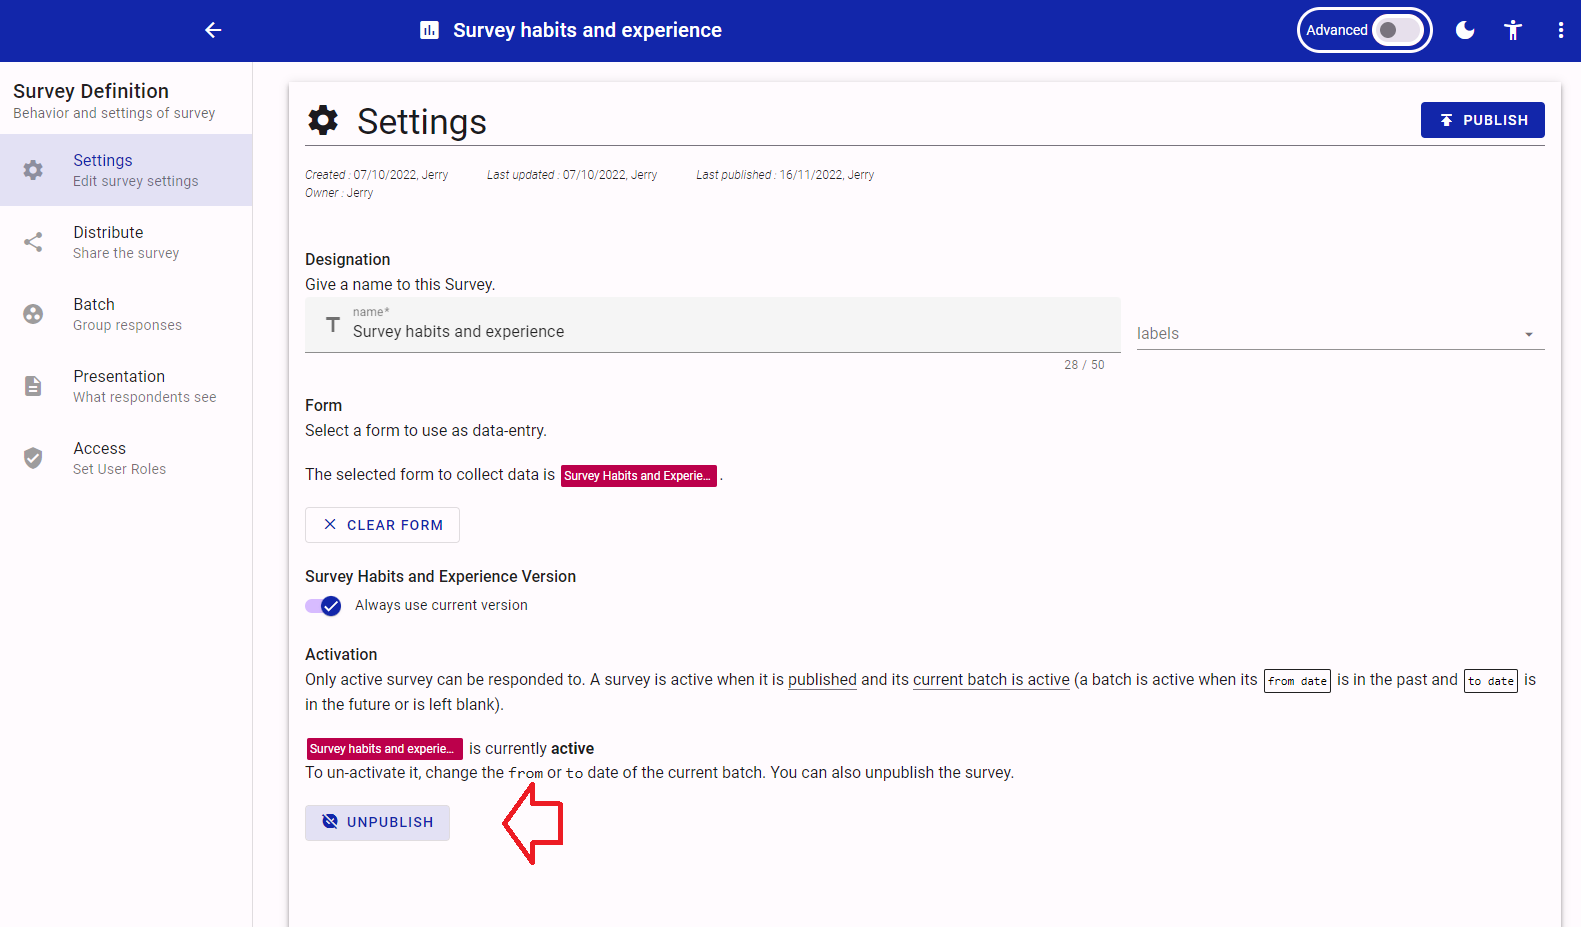 Survey habits and experience
Advanced
Survey Definition
Behavior and settings of survey
Settings
Edit survey settings
Distribute
Share the survey
Batch
Group responses
Presentation
What respondents see
Access
Set User Roles
Settings
PUBLISH
Created : 07/10/2022, Jerry Last updated : 07/10/2022, Jerry Last published : 16/11/2022, Jerry
Owner : Jerry
Designation
Give a name to this Survey.
name*
Survey habits and experience
labels
28 / 50
Form
Select a form to use as data-entry.
The selected form to collect data is Survey Habits and Experie... .
CLEAR FORM
Survey Habits and Experience Version
Always use current version
Activation
Only active survey can be responded to. A survey is active when it is published and its current batch is active (a batch is active when its from date is in the past and to date is
in the future or is left blank).
Survey habits and experie... is currently active
To un-activate it, change the from or to date of the current batch. You can also unpublish the survey.
UNPUBLISH